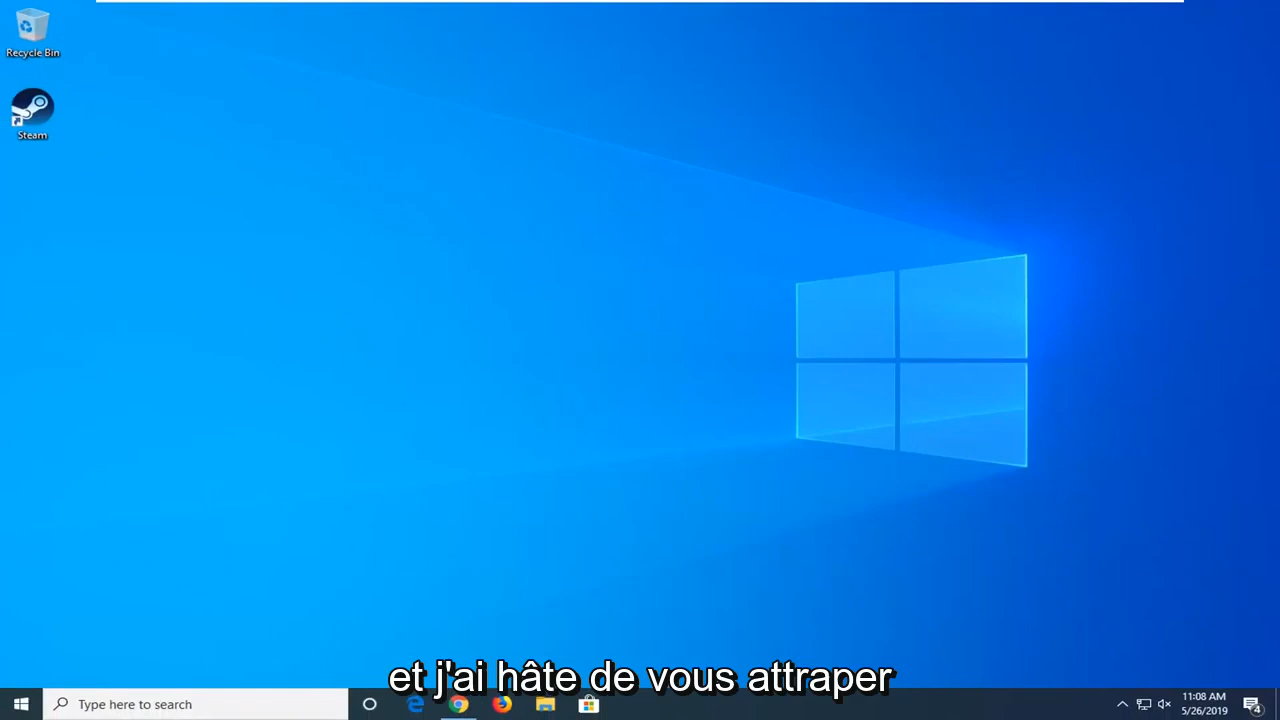 Recycle Bin
Steam
et j'ai hâte de vous attraper
Type here to search
11:08 AM
5/26/2019
4